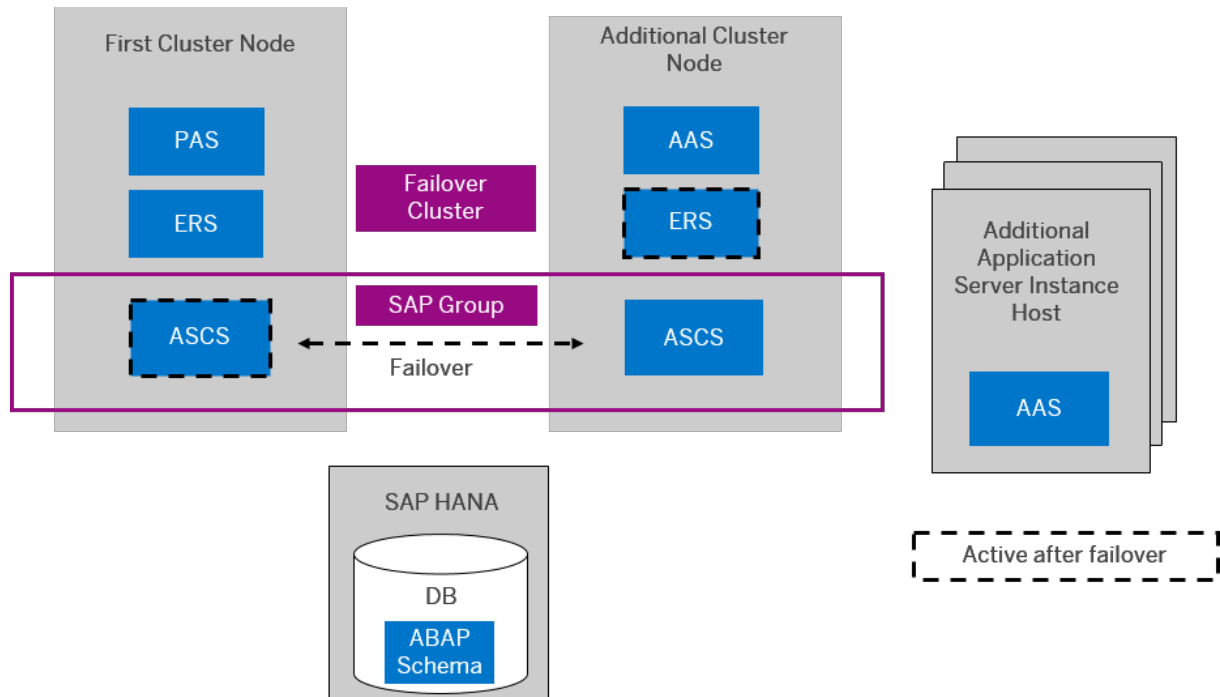 First Cluster Node
PAS
ERS
ASCS
Failover
Cluster
SAP Group
Failover
Additional Cluster
Node
AAS
ERS
ASCS
Additional
Application
Server Instance
Host
AAS
SAP HANA
DB
ABAP
Schema
Active after failover